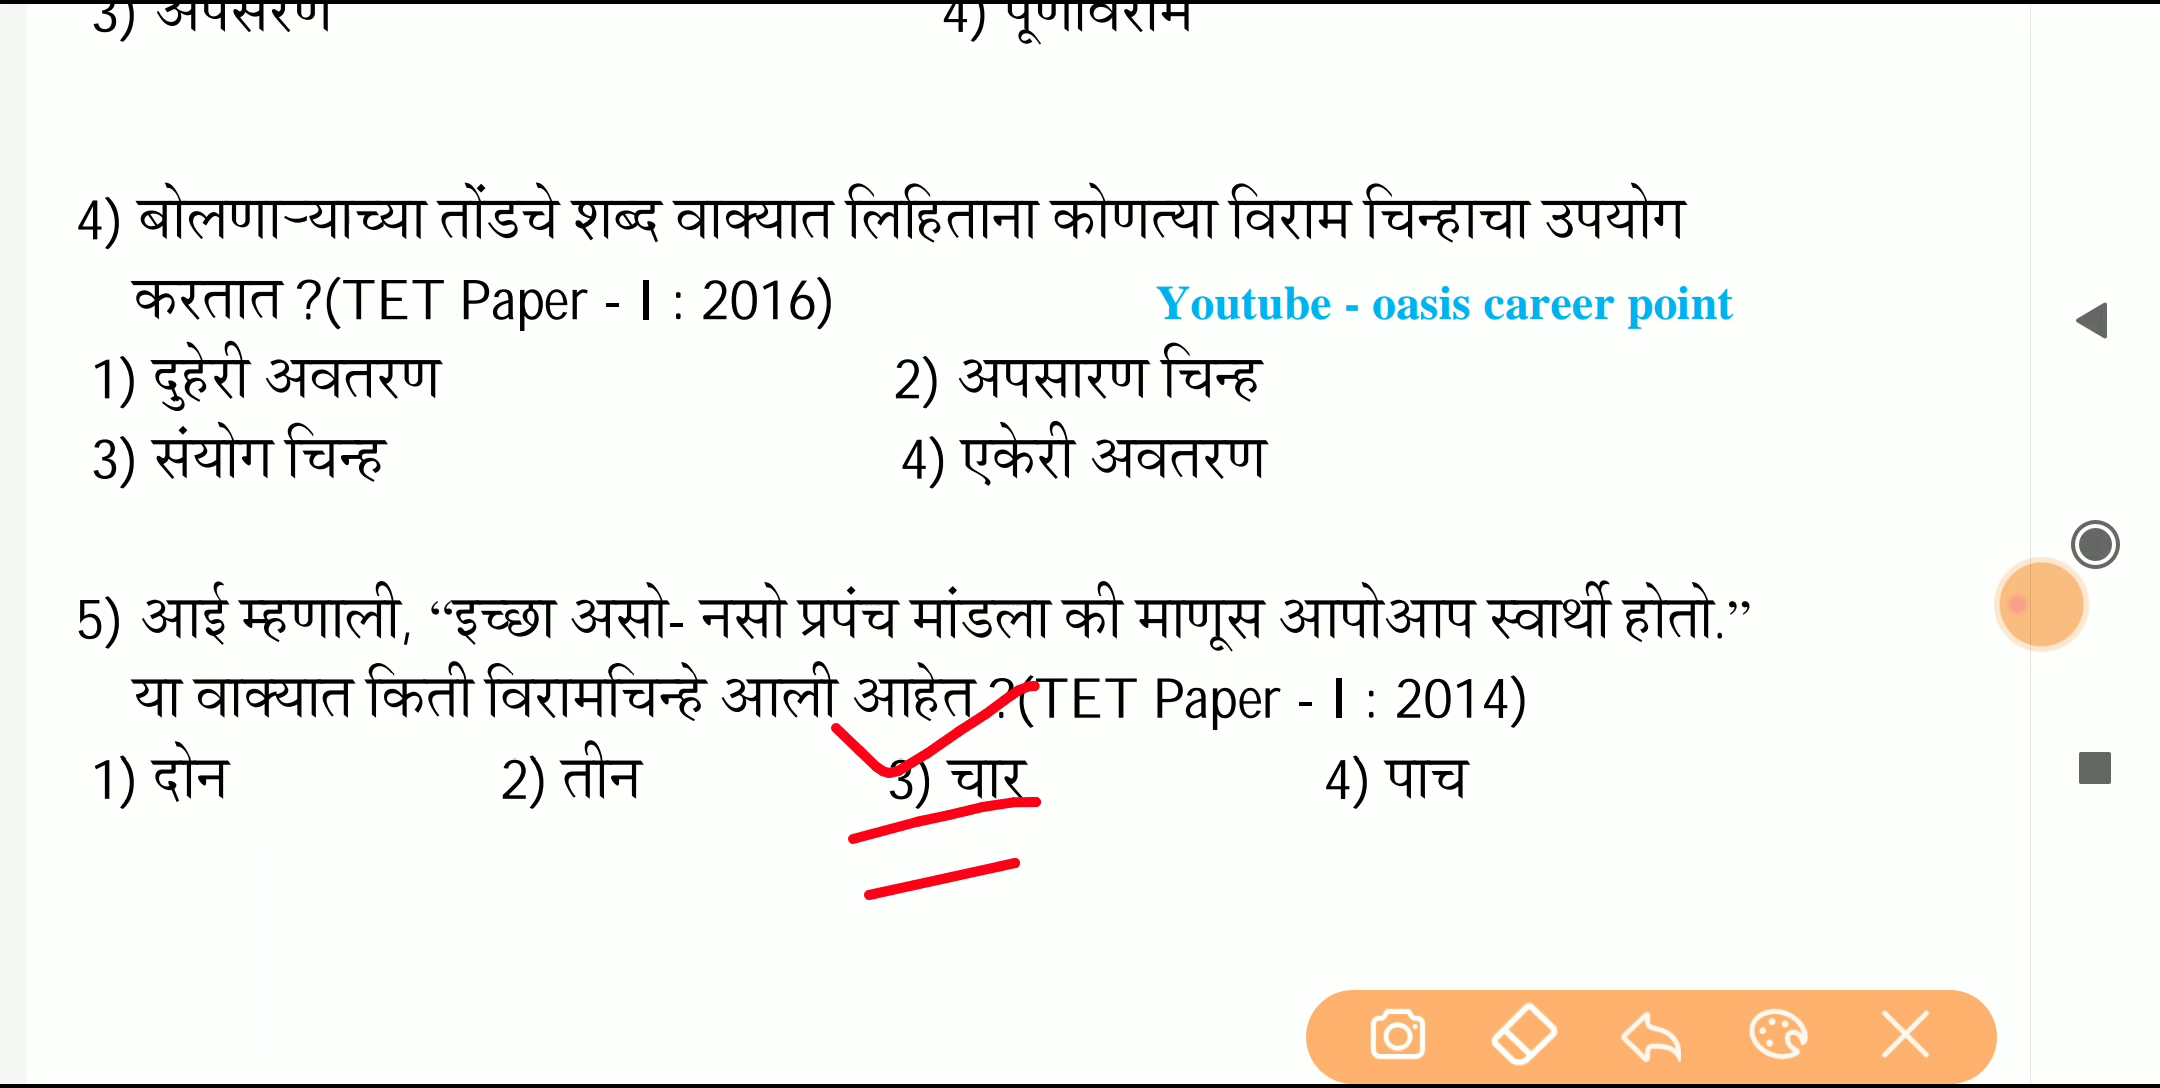 3) अपसरण 4) पूर्णविराम
4) बोलणाऱ्याच्या तोंडचे शब्द वाक्यात लिहिताना कोणत्या विराम चिन्हाचा उपयोग
करतात ?(TET Paper - I : 2016) Youtube - oasis career point
1) दुहेरी अवतरण 2) अपसारण चिन्ह
3) संयोग चिन्ह 4) एकेरी अवतरण
5) आई म्हणाली, “इच्छा असो- नसो प्रपंच मांडला की माणूस आपोआप स्वार्थी होतो.”
या वाक्यात किती विरामचिन्हे आली आहेत ?(TET Paper - I : 2014)
1) दोन 2) तीन 3) चार 4) पाच